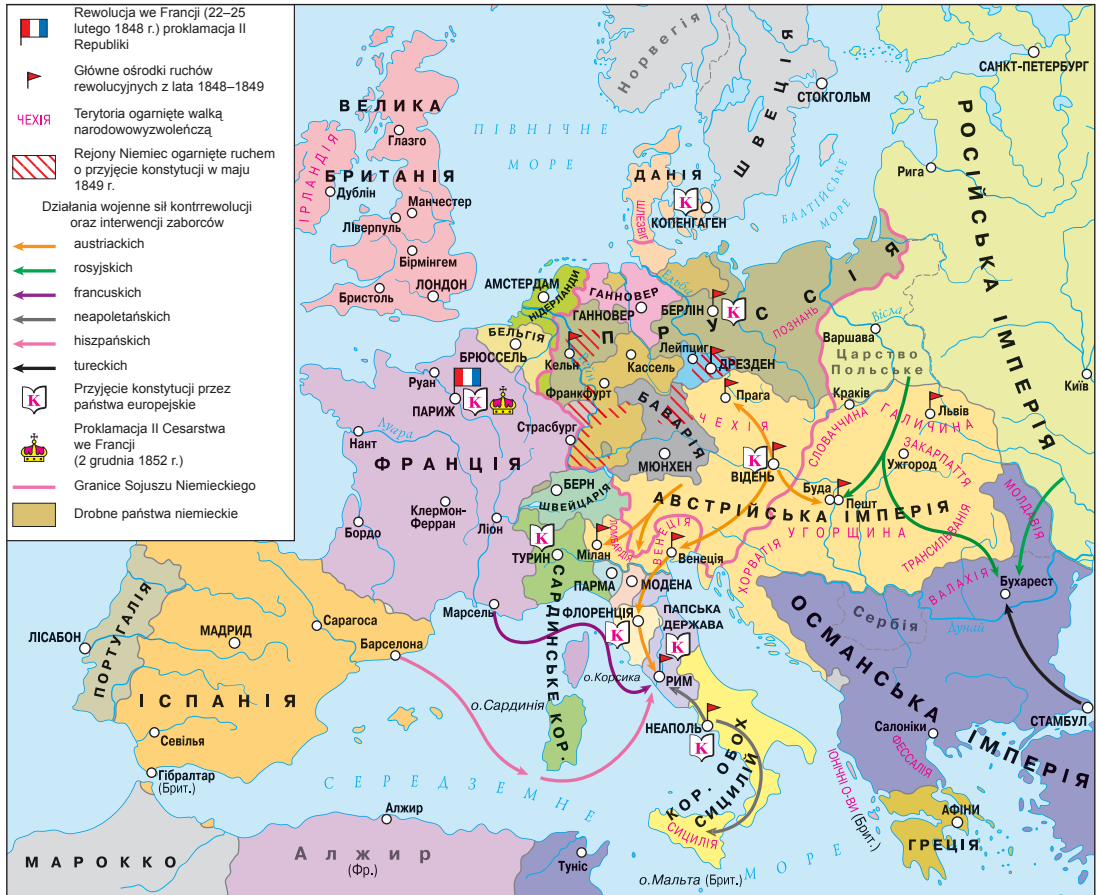 Rewolucja we Francji (22–25
lutego 1848 r.) proklamacja II
Republiki
Główne ośrodki ruchów
rewolucyjnych z lata 1848–1849
ЧЕХІЯ
Terytoria ogarnięte walką
narodowowyzwoleńczą
Rejony Niemiec ogarnięte ruchem
o przyjęcie konstytucji w maju
1849 r.
Działania wojenne sił kontrrewolucji
oraz interwencji zaborców
austriackich
rosyjskich
francuskich
neapoletańskich
hiszpańskich
tureckich
K
Przyjęcie konstytucji przez
państwa europejskie
Proklamacja II Cesarstwa
we Francji
(2 grudnia 1852 r.)
Granice Sojuszu Niemieckiego
Drobne państwa niemieckie
Норвегія
ШВЕЦІЯ
СТОКГОЛЬМ
САНКТ-ПЕТЕРБУРГ
РОСІЙСЬКА ІМПЕРІЯ
Рига
Київ
ВЕЛИКА
БРИТАНІЯ
Глазго
ІРЛАНДІЯ
Дублін
Манчестер
Ліверпуль
Бірмінгем
Бристоль
ЛОНДОН
ПІВНІЧНЕ
МОРЕ
ДАНІЯ
K
КОПЕНГАГЕН
ШЛЕЗВІГ
БАЛТІЙСЬКЕ
МОРЕ
АМСТЕРДАМ
НІДЕРЛАНДИ
БЕЛЬГІЯ
БРЮССЕЛЬ
ГАННОВЕР
ГАННОВЕР
Ельба
БЕРЛІН
K
ПРУССІЯ
ПОЗНАНЬ
Вісла
Варшава
Царство
Польське
Кельн
Кассель
Лейпциг
ДРЕЗДЕН
Франкфурт
Страсбург
БАВАРІЯ
МЮНХЕН
Прага
ЧЕХІЯ
K
ВІДЕНЬ
Краків
Львів
ГАЛИЧИНА
СЛОВАЧЧИНА
ЗАКАРПАТТЯ
Ужгород
Буда
Пешт
АВСТРІЙСЬКА ІМПЕРІЯ
УГОРЩИНА
ТРАНСИЛЬВАНІЯ
ХОРВАТІЯ
МОЛДАВІЯ
ВАЛАХІЯ
Бухарест
Дунай
Сербія
ОСМАНСЬКА ІМПЕРІЯ
СТАМБУЛ
Салоніки
ФЕССАЛІЯ
ІОНІЧНІ О-ВИ (Брит.)
АФІНИ
ГРЕЦІЯ
Руан
ПАРИЖ
K
Луара
Нант
ФРАНЦІЯ
Клермон-
Ферран
Ліон
Бордо
Марсель
БЕРН
ШВЕЙЦАРІЯ
K
ТУРИН
Мілан
ЛОМБАРДІЯ
ВЕНЕЦІЯ
Венеція
ПАРМА
МОДЕНА
ФЛОРЕНЦІЯ
K
ПАПСЬКА
ДЕРЖАВА
K
РИМ
САРДИНСЬКЕ КОР.
о.Корсика
о.Сардинія
НЕАПОЛЬ
K
КОР. ОБОХ
СИЦИЛІЙ
СИЦИЛІЯ
о.Мальта (Брит.)
ПОРТУГАЛІЯ
ЛІСАБОН
МАДРИД
Сарагоса
Барселона
ІСПАНІЯ
Севілья
Гібралтар
(Брит.)
СЕРЕДЗЕМНЕ
МОРЕ
МАРОККО
Алжир
Алжир
(Фр.)
Туніс